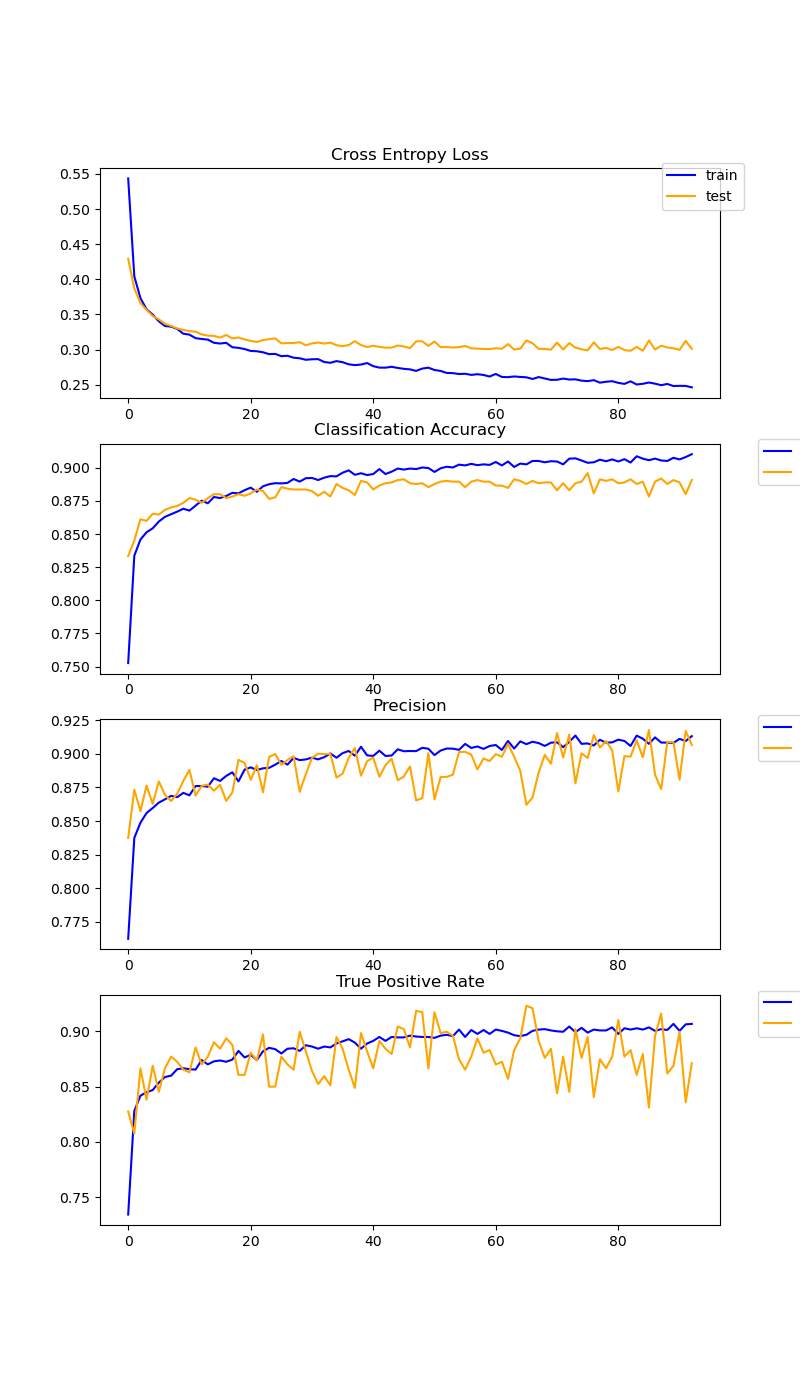 Cross Entropy Loss
0.55
0.50
0.45
0.40
0.35
0.30
0.25
train
test
0 20 40 60 80
Classification Accuracy
0.900
0.875
0.850
0.825
0.800
0.775
0.750
0 20 40 60 80
Precision
0.925
0.900
0.875
0.850
0.825
0.800
0.775
0 20 40 60 80
True Positive Rate
0.90
0.85
0.80
0.75
0 20 40 60 80